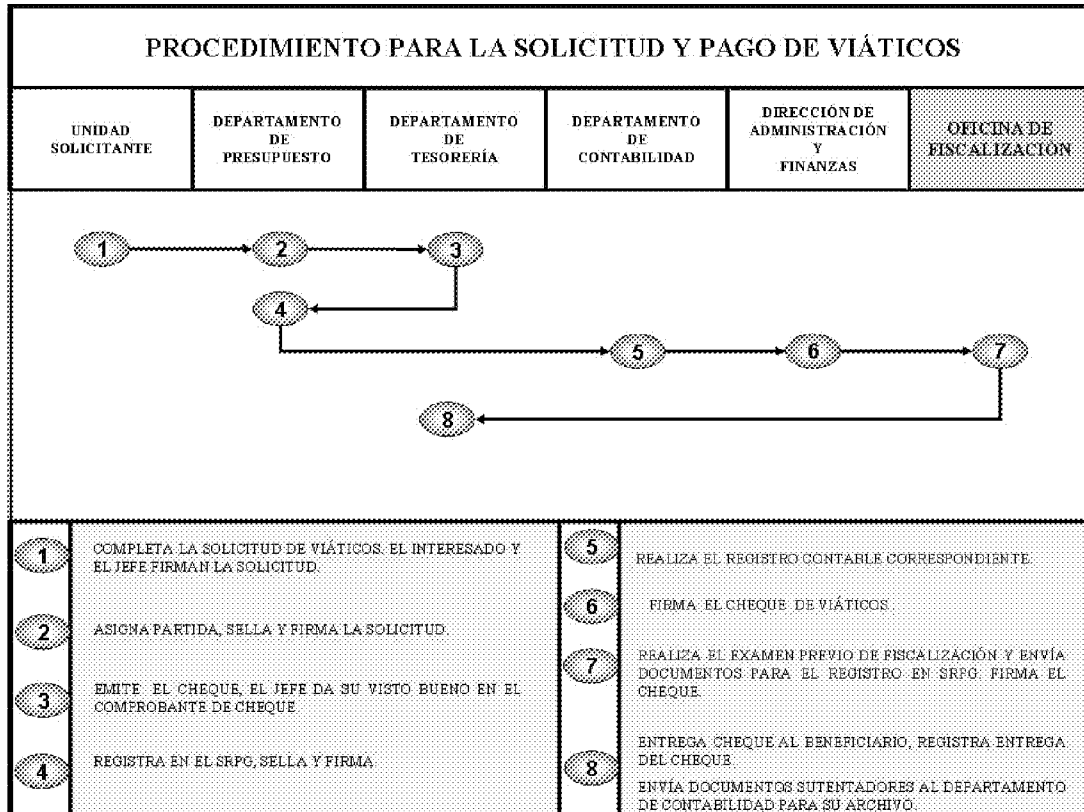 PROCEDIMIENTO PARA LA SOLICITUD Y PAGO DE VIÁTICOS
UNIDAD
SOLICITANTE
DEPARTAMENTO
DE
PRESUPUESTO
DEPARTAMENTO
DE
TESORERÍA
DEPARTAMENTO
DE
CONTABILIDAD
DIRECCIÓN DE
ADMINISTRACIÓN
Y
FINANZAS
OFICINA DE
FISCALIZACIÓN
1
2
3
4
5
6
7
8
1
COMPLETA LA SOLICITUD DE VIÁTICOS. EL INTERESADO Y
EL JEFE FIRMAN LA SOLICITUD.
2
ASIGNA PARTIDA, SELLA Y FIRMA LA SOLICITUD.
3
EMITE EL CHEQUE, EL JEFE DA SU VISTO BUENO EN EL
COMPROBANTE DE CHEQUE
4
REGISTRA EN EL SRPG, SELLA Y FIRMA
5
REALIZA EL REGISTRO CONTABLE CORRESPONDIENTE.
6
FIRMA EL CHEQUE DE VIÁTICOS.
7
REALIZA EL EXAMEN PREVIO DE FISCALIZACIÓN Y ENVÍA
DOCUMENTOS PARA EL REGISTRO EN SRPG. FIRMA EL
CHEQUE.
8
ENTREGA CHEQUE AL BENEFICIARIO, REGISTRA ENTREGA
DEL CHEQUE
ENVÍA DOCUMENTOS SUTENTADORES AL DEPARTAMENTO
DE CONTABILIDAD PARA SU ARCHIVO.